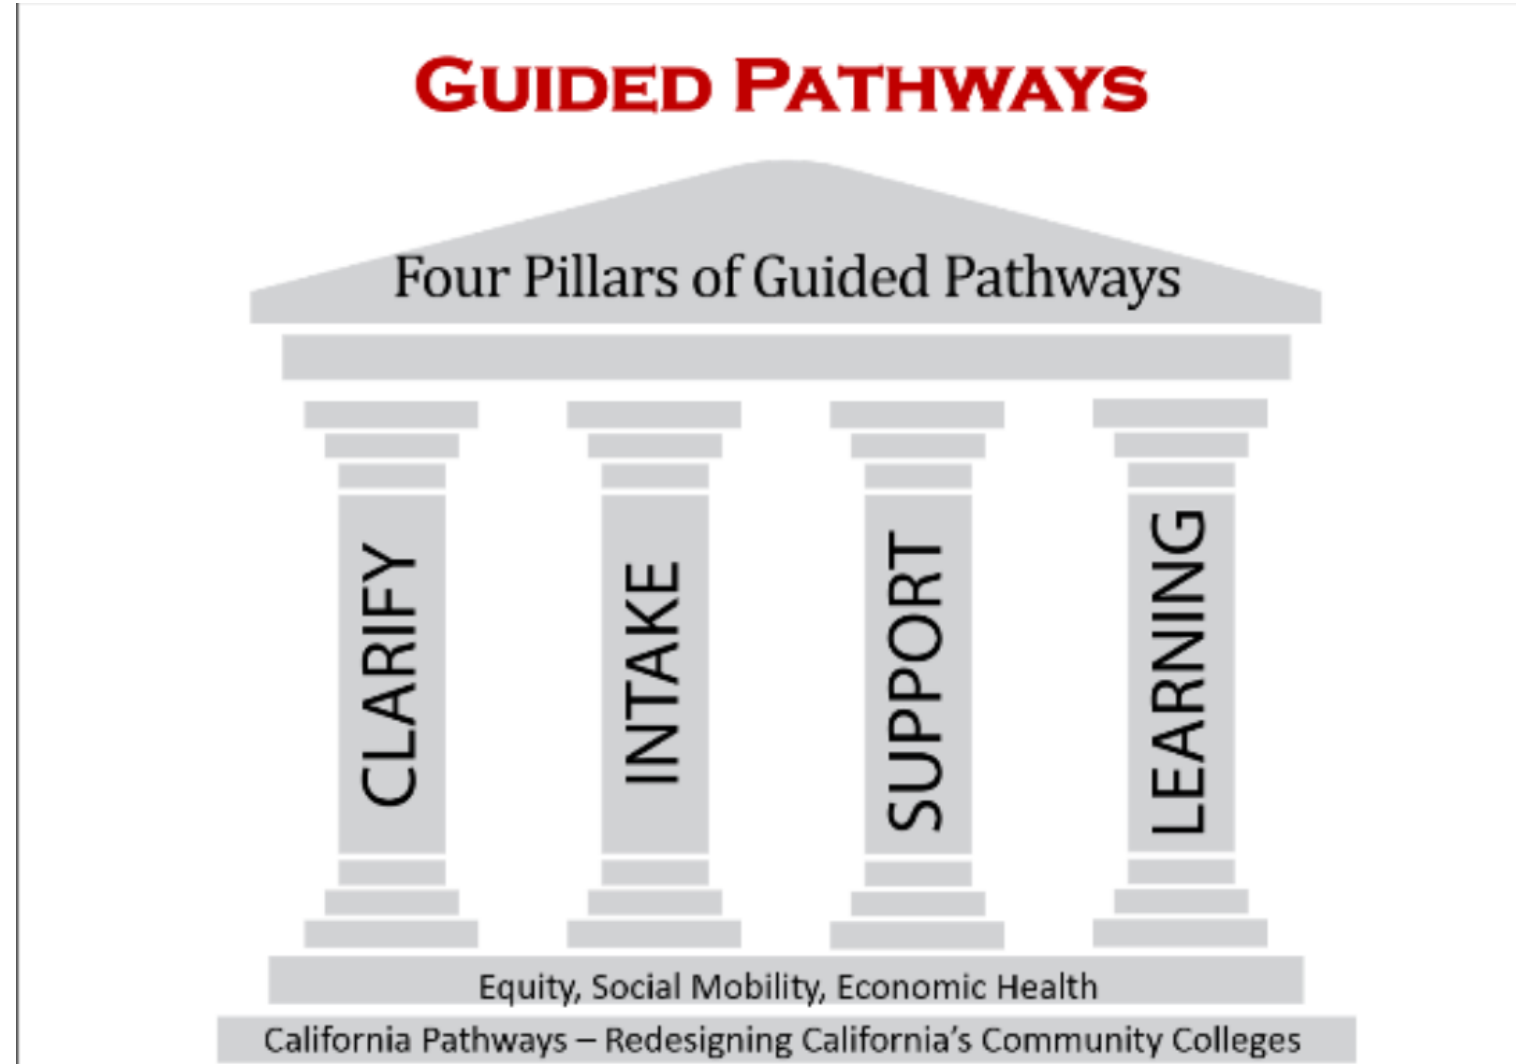 GUIDED PATHWAYS
Four Pillars of Guided Pathways
CLARIFY
INTAKE
SUPPORT
LEARNING
Equity, Social Mobility, Economic Health
California Pathways – Redesigning California’s Community Colleges